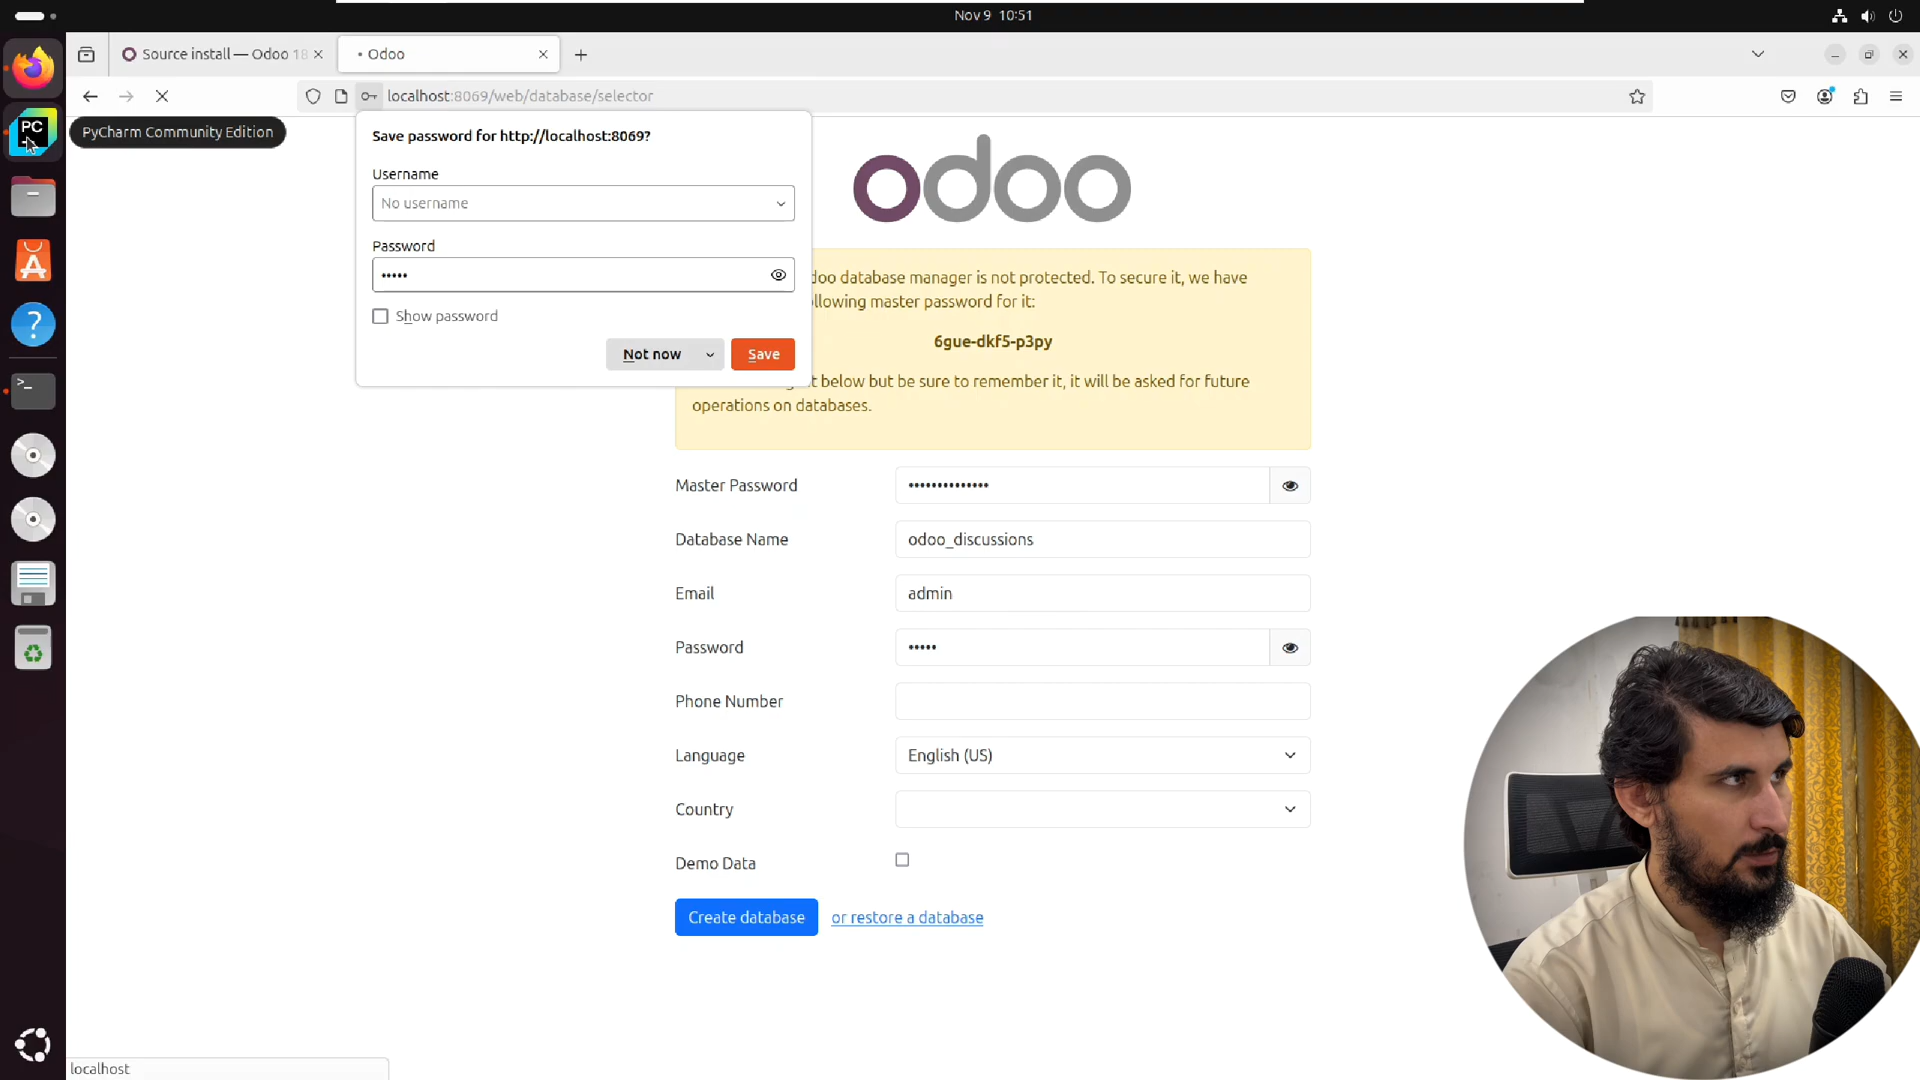 Nov 9 10:51
Source install — Odoo 18
Odoo
localhost:8069/web/database/selector
PC
PyCharm Community Edition
Save password for http://localhost:8069?
Username
No username
Password
•••••
Show password
Not now
Save
odoo
doo database manager is not protected. To secure it, we have
llowing master password for it:
6gue-dkf5-p3py
t below but be sure to remember it, it will be asked for future
operations on databases.
Master Password
••••••••••••••
Database Name
odoo_discussions
Email
admin
Password
•••••
Phone Number
Language
English (US)
Country
Demo Data
Create database
or restore a database
localhost